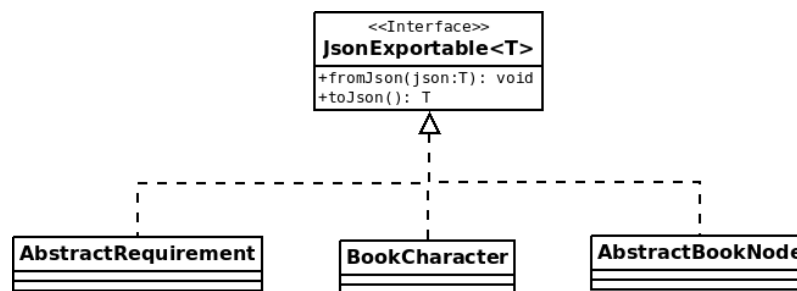 <<Interface>>
JsonExportable<T>
+fromJson(json:T): void
+toJson(): T
AbstractRequirement
BookCharacter
AbstractBookNode